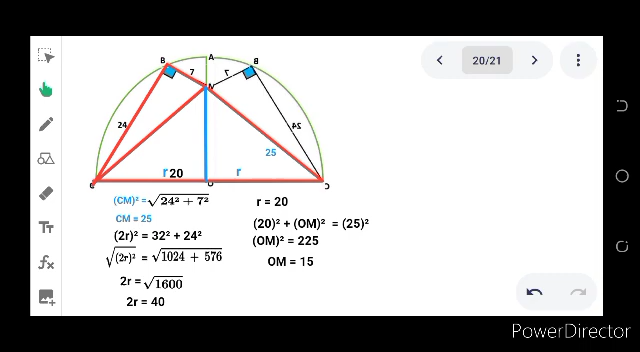 20/21
B
A
B
7
7
M
24
24
25
r 20
r
O
C
(CM)² = √24² + 7²
r = 20
CM = 25
(20)² + (OM)² = (25)²
(2r)² = 32² + 24²
(OM)² = 225
√(2r)² = √1024 + 576
OM = 15
2r = √1600
2r = 40
Tт
fx
PowerDirector